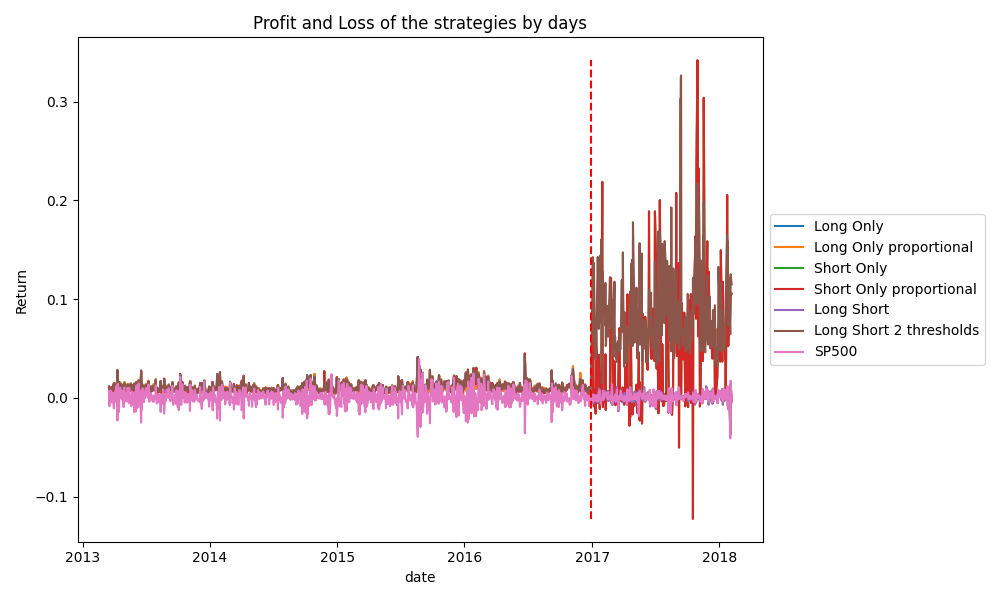 Profit and Loss of the strategies by days
Return
0.3
0.2
0.1
0.0
−0.1
2013
2014
2015
2016
2017
2018
date
Long Only
Long Only proportional
Short Only
Short Only proportional
Long Short
Long Short 2 thresholds
SP500